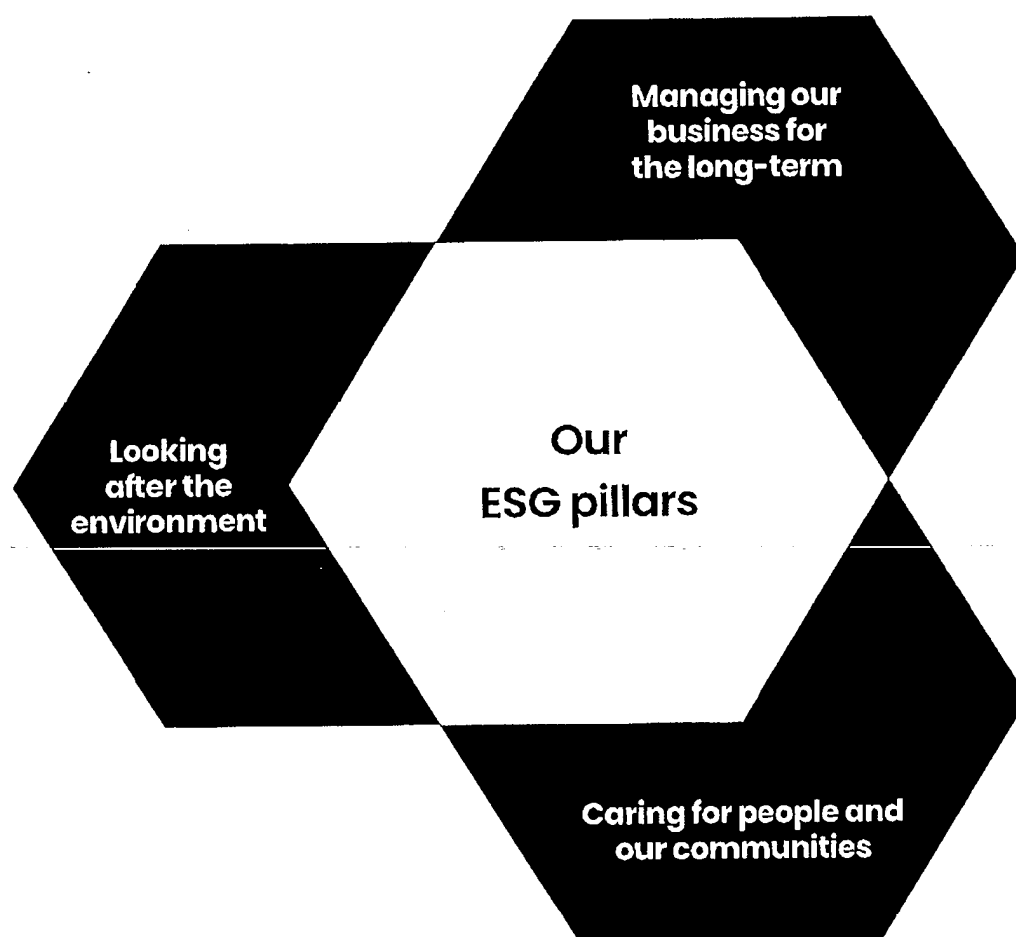 Managing our
business for
the long-term
Looking
after the
environment
Our
ESG pillars
Caring for people and
our communities